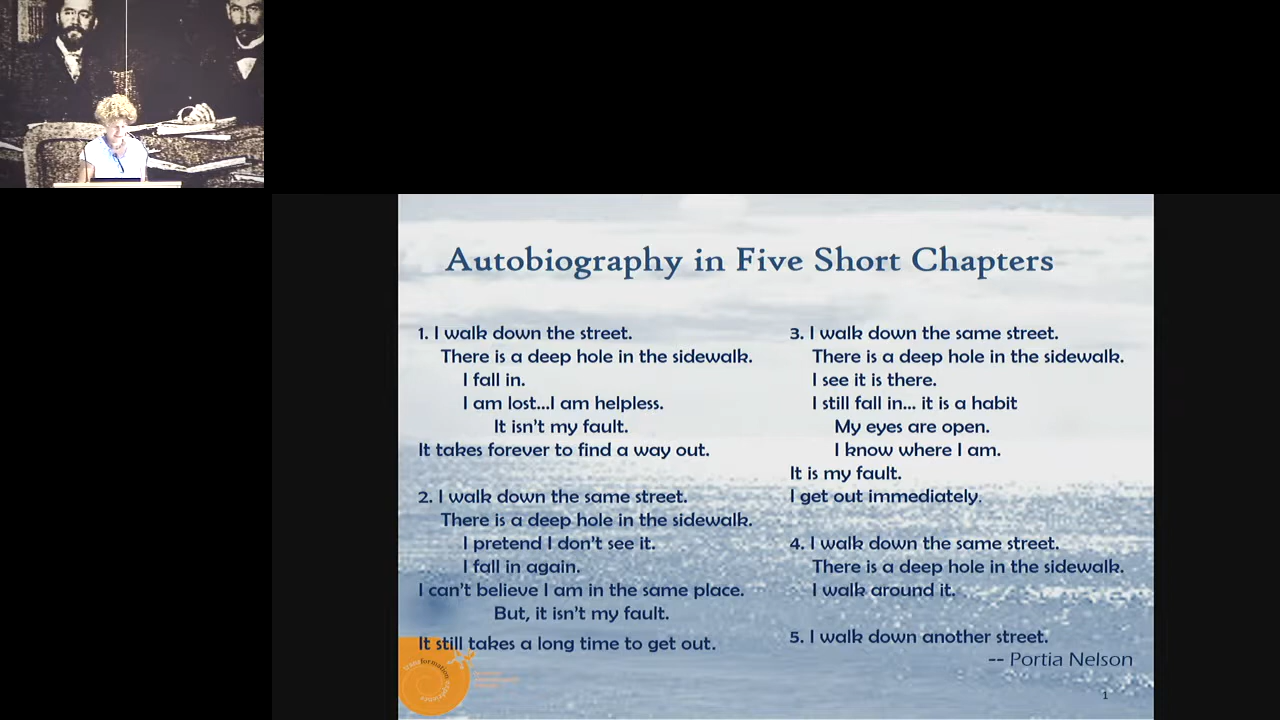 Autobiography in Five Short Chapters
1. I walk down the street.
There is a deep hole in the sidewalk.
I fall in.
I am lost...I am helpless.
It isn't my fault.
It takes forever to find a way out.
2. I walk down the same street.
There is a deep hole in the sidewalk.
I pretend I don't see it.
I fall in again.
I can't believe I am in the same place.
But, it isn't my fault.
It still takes a long time to get out.
3. I walk down the same street.
There is a deep hole in the sidewalk.
I see it is there.
I still fall in... it is a habit
My eyes are open.
I know where I am.
It is my fault.
I get out immediately.
4. I walk down the same street.
There is a deep hole in the sidewalk.
I walk around it.
5. I walk down another street.
-- Portia Nelson
transformation
1